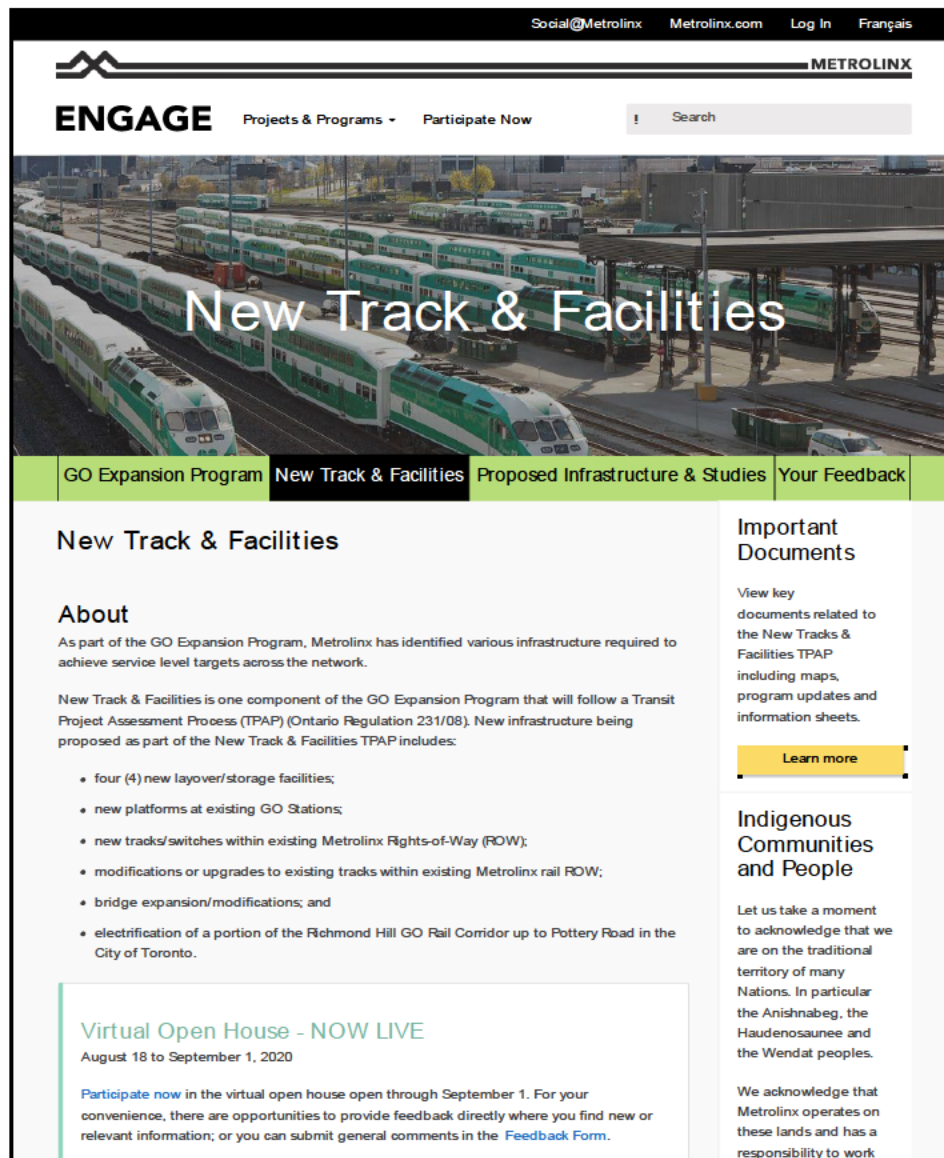 Social@Metrolinx Metrolinx.com Log In Français
METROLINX
ENGAGE Projects & Programs Participate Now ! Search
New Track & Facilities
GO Expansion Program New Track & Facilities Proposed Infrastructure & Studies Your Feedback
New Track & Facilities
About
As part of the GO Expansion Program, Metrolinx has identified various infrastructure required to
achieve service level targets across the network.
New Track & Facilities is one component of the GO Expansion Program that will follow a Transit
Project Assessment Process (TPAP) (Ontario Regulation 231/08). New infrastructure being
proposed as part of the New Track & Facilities TPAP includes:
• four (4) new layover/storage facilities;
• new platforms at existing GO Stations;
• new tracks/switches within existing Metrolinx Rights-of-Way (ROW);
• modifications or upgrades to existing tracks within existing Metrolinx rail ROW;
• bridge expansion/modifications; and
• electrification of a portion of the Richmond Hill GO Rail Corridor up to Pottery Road in the
City of Toronto.
Virtual Open House - NOW LIVE
August 18 to September 1, 2020
Participate now in the virtual open house open through September 1. For your
convenience, there are opportunities to provide feedback directly where you find new or
relevant information; or you can submit general comments in the Feedback Form.
Important
Documents
View key
documents related to
the New Tracks &
Facilities TPAP
including maps,
program updates and
information sheets.
Learn more
Indigenous
Communities
and People
Let us take a moment
to acknowledge that we
are on the traditional
territory of many
Nations. In particular
the Anishnabeg, the
Haudenosaunee and
the Wendat peoples.
We acknowledge that
Metrolinx operates on
these lands and has a
responsibility to work